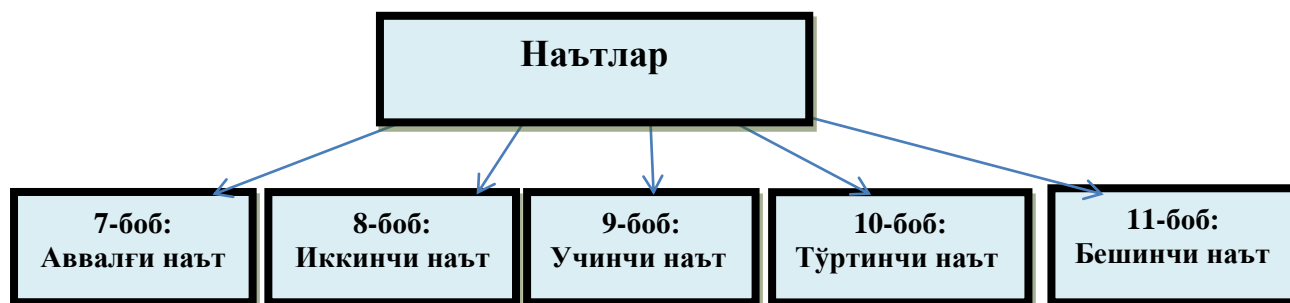 Наътлар
7-боб:
Аввалғи наът
8-боб:
Иккинчи наът
9-боб:
Учинчи наът
10-боб:
Тўртинчи наът
11-боб:
Бешинчи наът